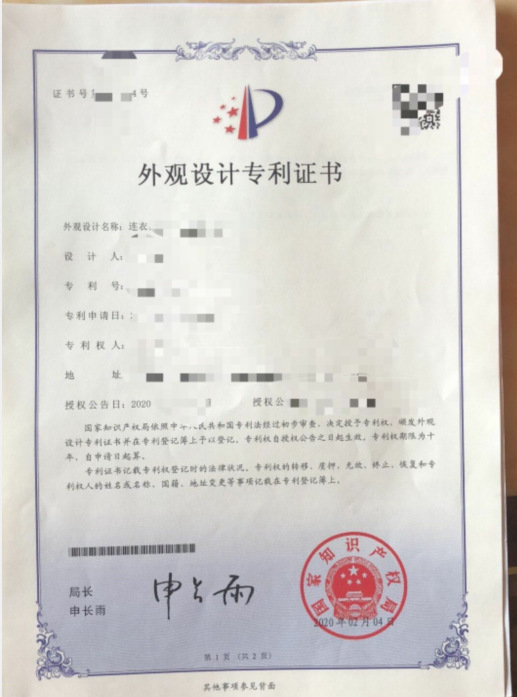 证书号
号
外观设计专利证书
外观设计名称：连衣
设 计 人：
专 利 号：
专利申请日：
专 利 权 人：
地 址
授权公告日：2020 授权公
国家知识产权局依照中 人民共和国专利法经过初步审查，决定授予专利权，颁发外观
设计专利证书并在专利登记簿上予以登记。专利权自授权公告之日起生效。专利权期限为十
年，自申请日起算。
专利证书记载专利权登记时的法律状况。专利权的转移、质押、无效、终止、恢复和专
利权人的姓名或名称、国籍、地址变更等事项记载在专利登记簿上。
局长
申长雨
申长雨
国家知识产权局
2020年02月04日
第 1 页 （共 2 页）
其他事项参见背面